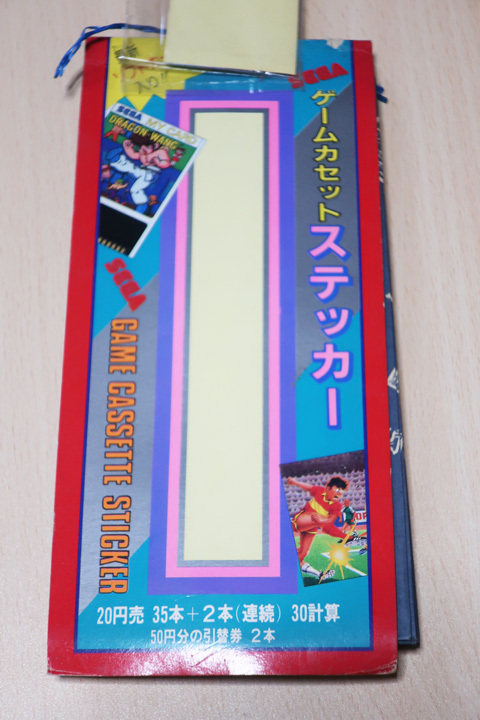 SEGA
ゲームカセットステッカー
SEGA MY CARD
DRAGON WANG
SEGA
GAME CASSETTE STICKER
20円売 35本+2本(連続) 30計算
50円分の引替券 2本